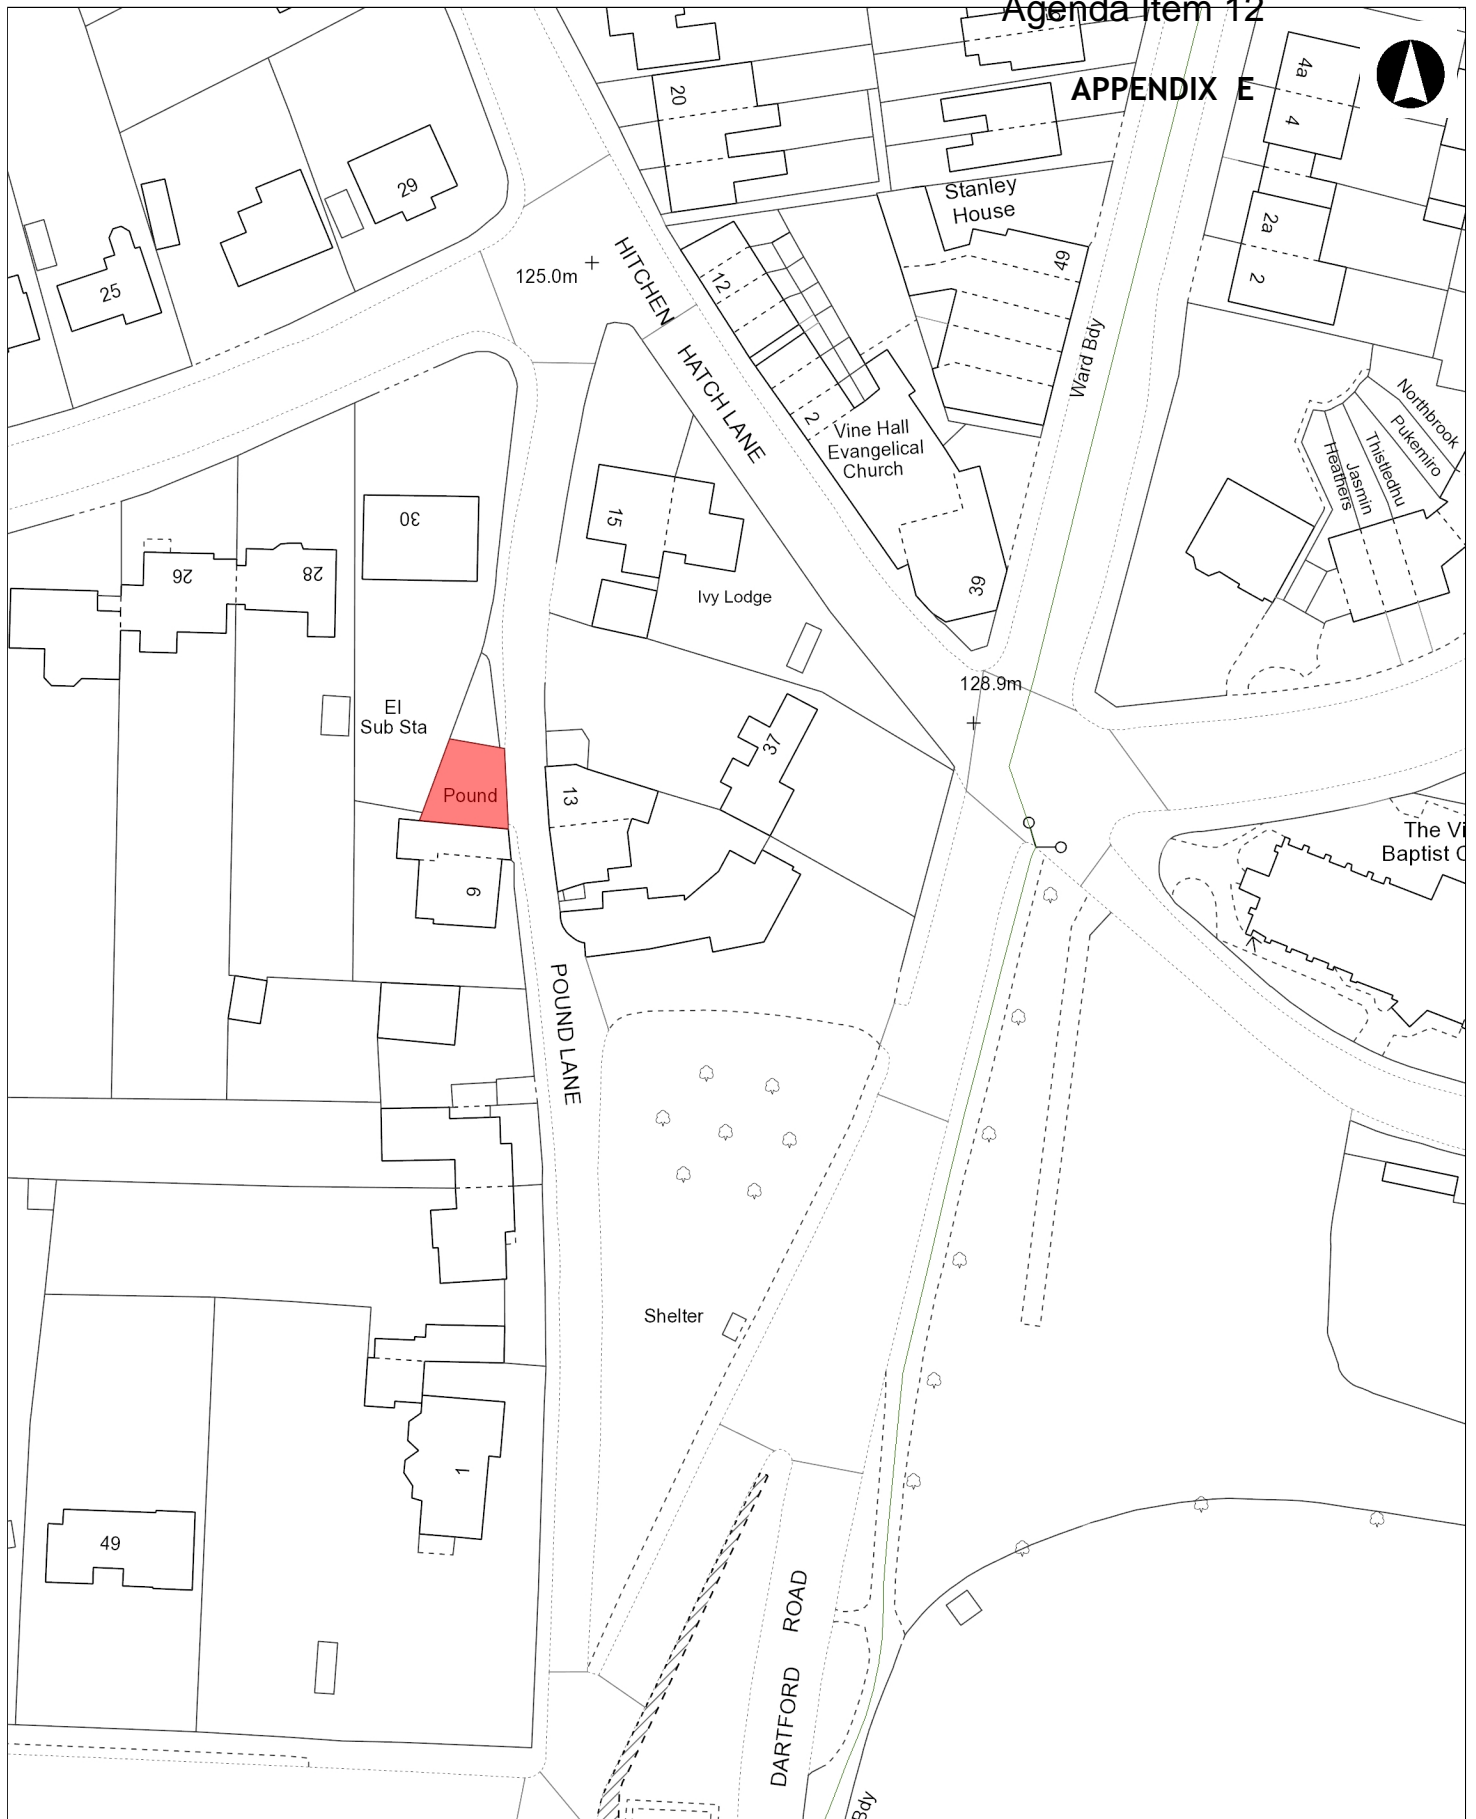 Agenda Item 12
APPENDIX E
4a
4
20
29
Stanley
House
2a
2
25
125.0m
12
49
HITCHEN
HATCH LANE
Ward Bdy
2
Vine Hall
Evangelical
Church
Northbrook
Pukemiro
Thistledhu
Jasmin
Heathers
30
15
26
28
39
Ivy Lodge
128.9m
El
Sub Sta
37
Pound
13
The Vi
Baptist C
9
POUND LANE
Shelter
1
49
DARTFORD ROAD
Bdy